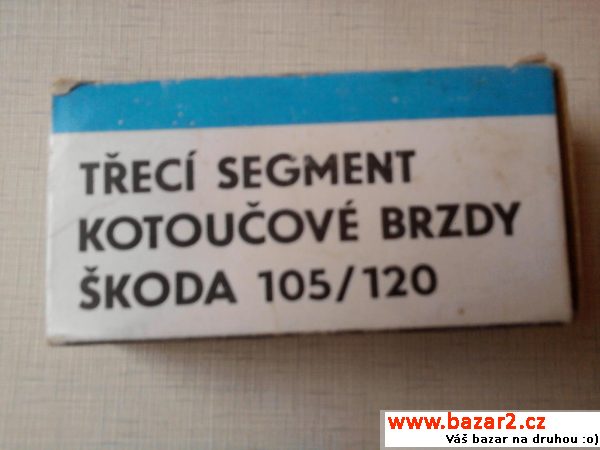 TŘECÍ SEGMENT
KOTOUČOVÉ BRZDY
ŠKODA 105/120
www.bazar2.cz
Váš bazar na druhou :o)